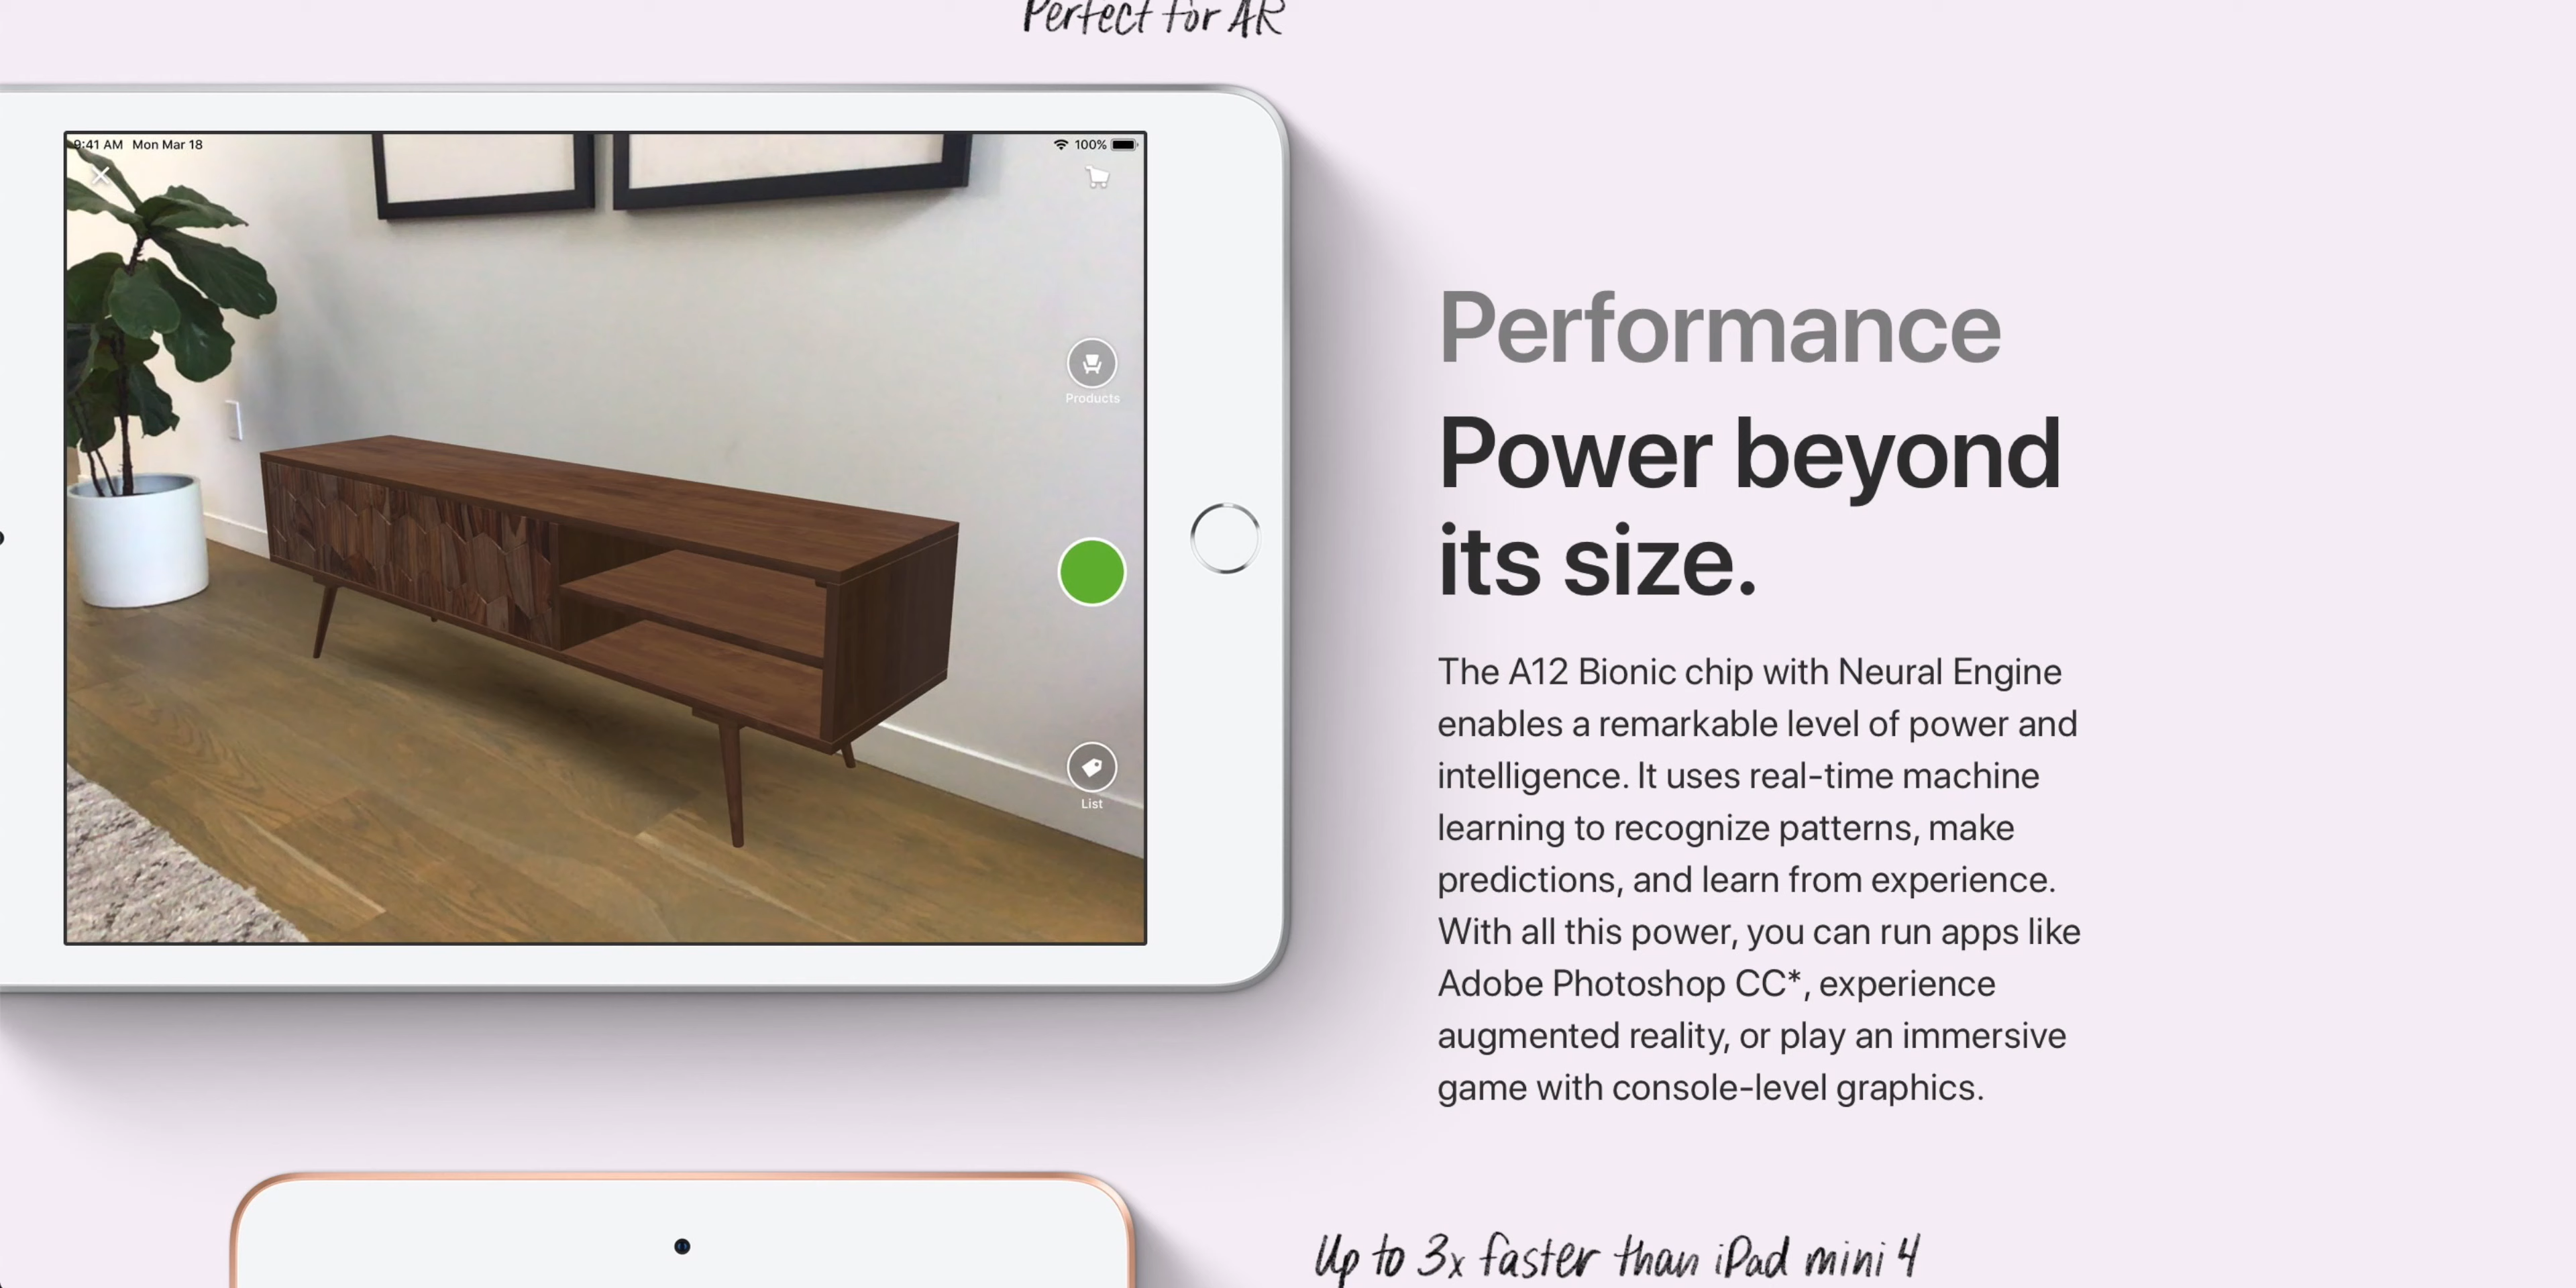 Perfect for AR
9:41 AM Mon Mar 18
100%
Products
List
Performance
Power beyond
its size.
The A12 Bionic chip with Neural Engine
enables a remarkable level of power and
intelligence. It uses real-time machine
learning to recognize patterns, make
predictions, and learn from experience.
With all this power, you can run apps like
Adobe Photoshop CC*, experience
augmented reality, or play an immersive
game with console-level graphics.
Up to 3x faster than iPad mini 4